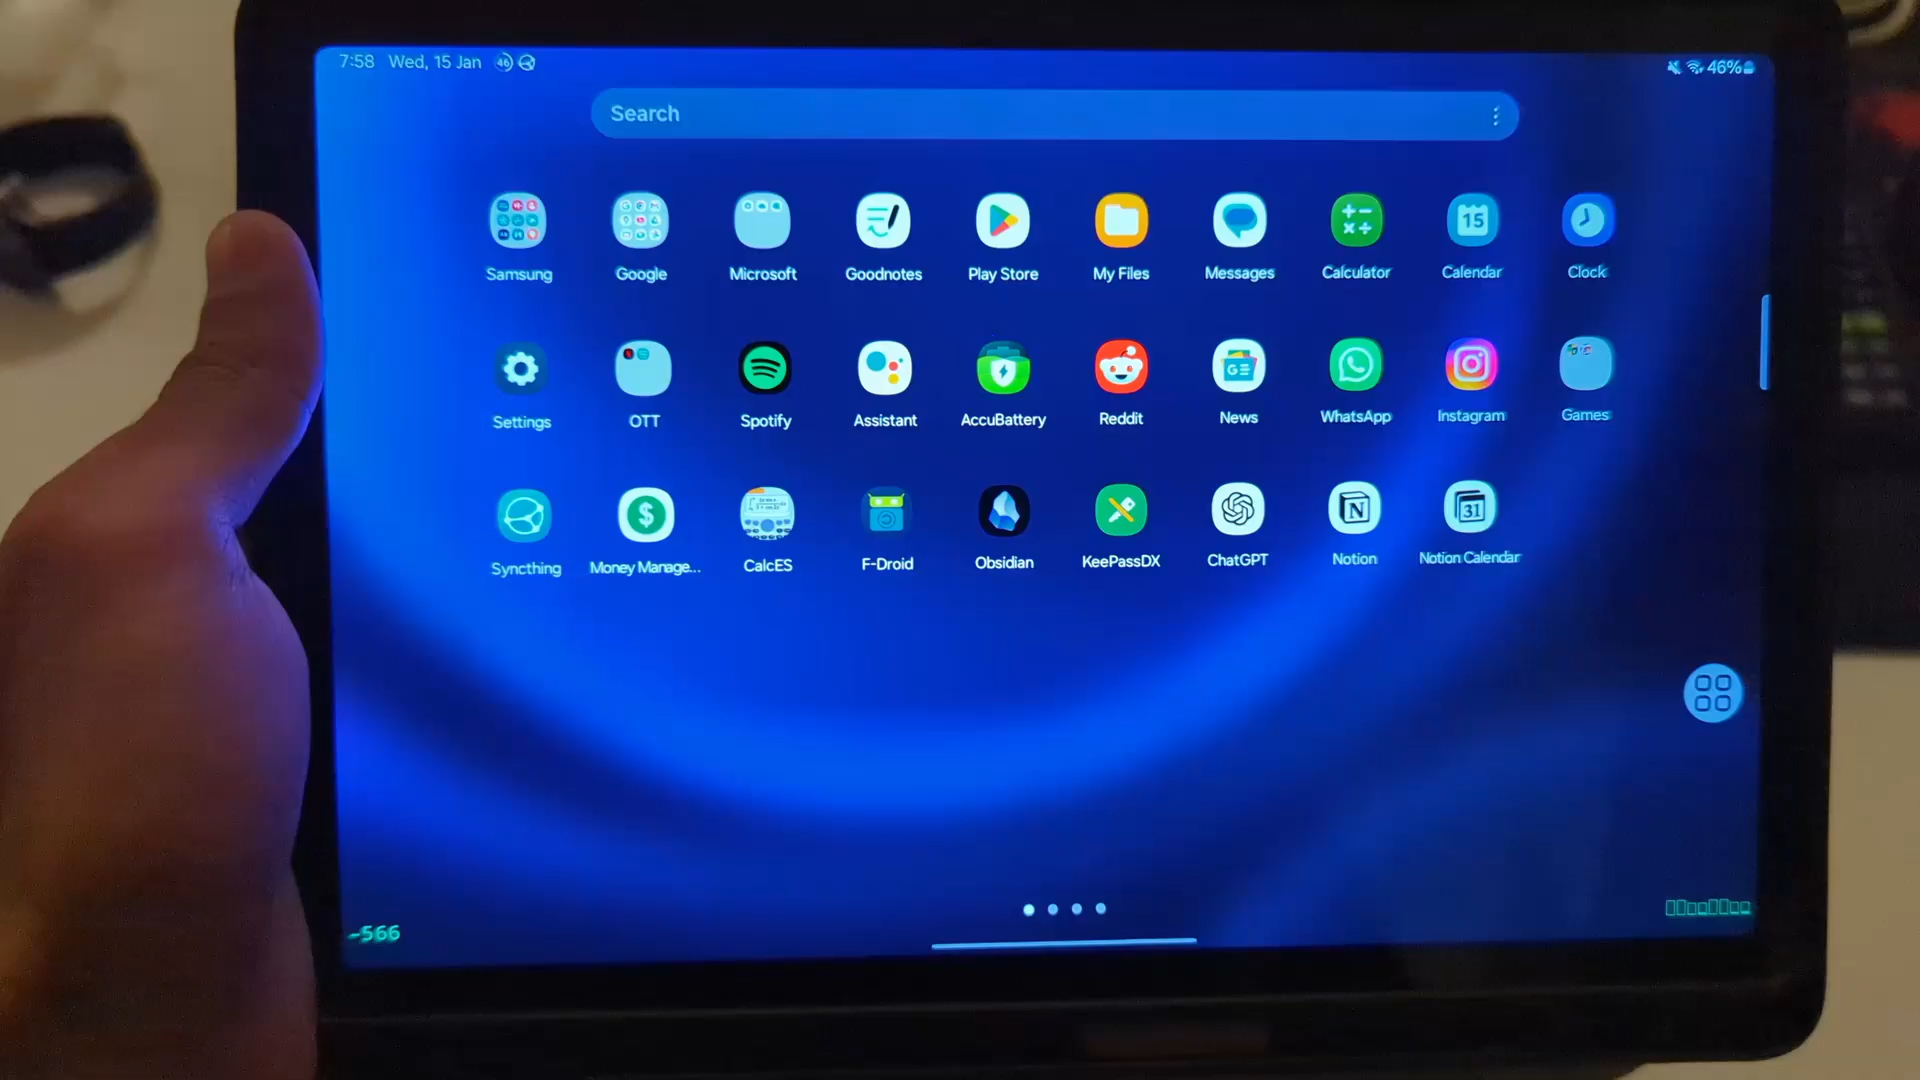 7:58 Wed, 15 Jan 46
46%
Search
Samsung Google Microsoft Goodnotes Play Store My Files Messages Calculator Calendar Clock
15
Settings OTT Spotify Assistant AccuBattery Reddit News WhatsApp Instagram Games
GE
Syncthing Money Manage... CalcES F-Droid Obsidian KeePassDX ChatGPT Notion Notion Calendar
$
N
31
-566